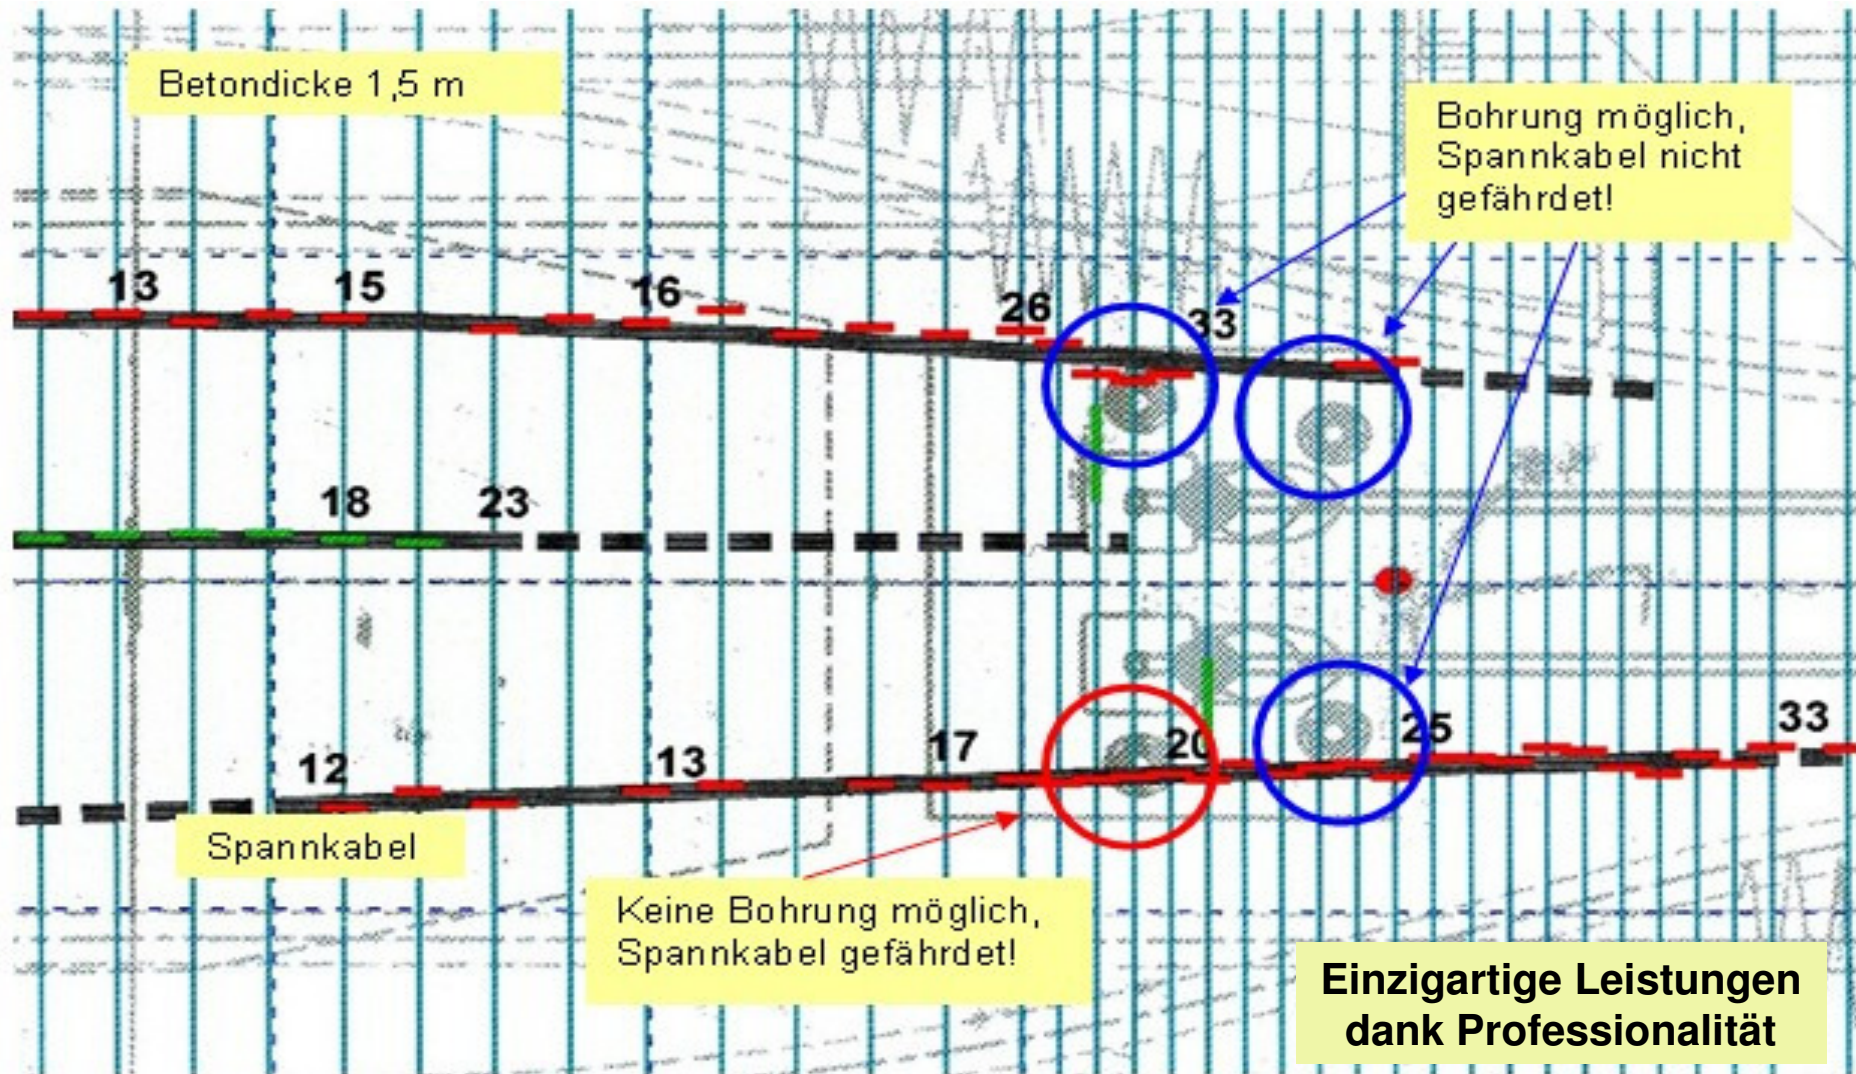 Betondicke 1,5 m
Bohrung möglich,
Spannkabel nicht
gefährdet!
13
15
16
26
33
18
23
12
13
17
20
25
33
Spannkabel
Keine Bohrung möglich,
Spannkabel gefährdet!
Einzigartige Leistungen
dank Professionalität